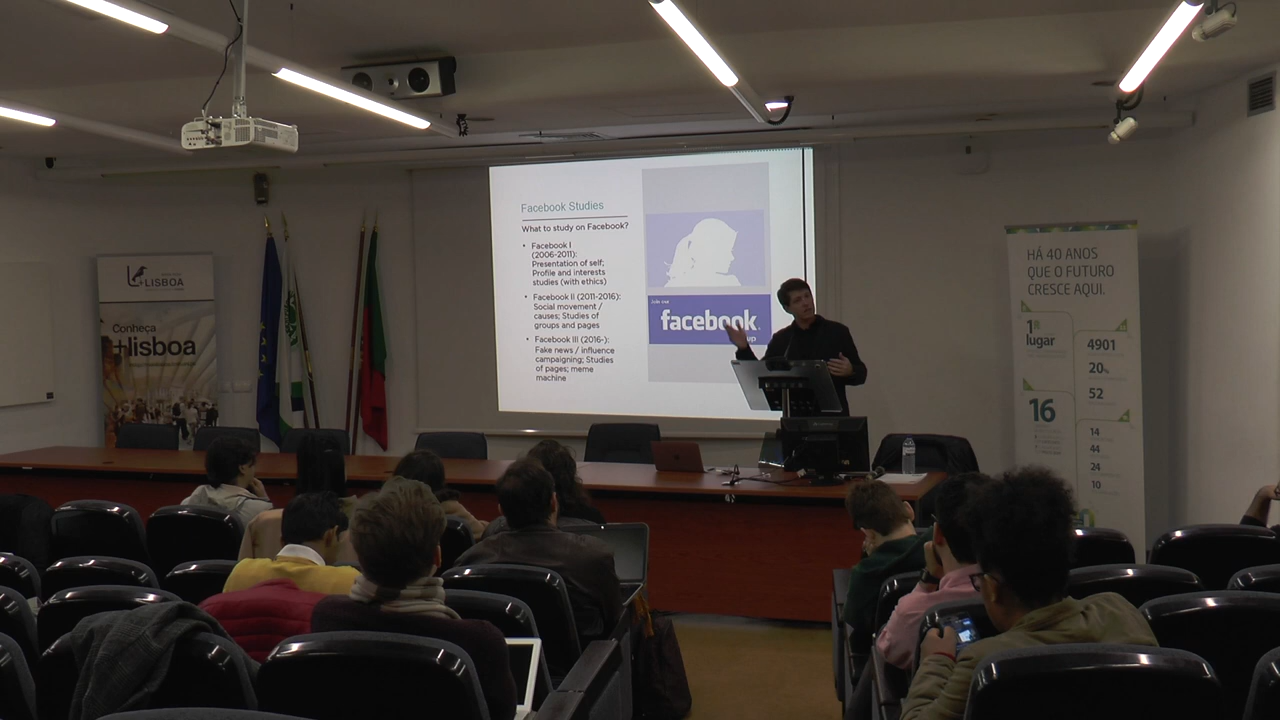 Facebook Studies
What to study on Facebook?
• Facebook I
(2006-2011):
Presentation of self;
Profile and interests
studies (with ethics)
• Facebook II (2011-2016):
Social movement /
causes; Studies of
groups and pages
• Facebook III (2016-):
Fake news / influence
campaigning; Studies
of pages; meme
machine
Join our
facebook.
up
+LISBOA
Conheça
+lisboa
HÁ 40 ANOS
QUE O FUTURO
CRESCE AQUI.
1º
lugar
16
4901
20%
52
14
44
24
10